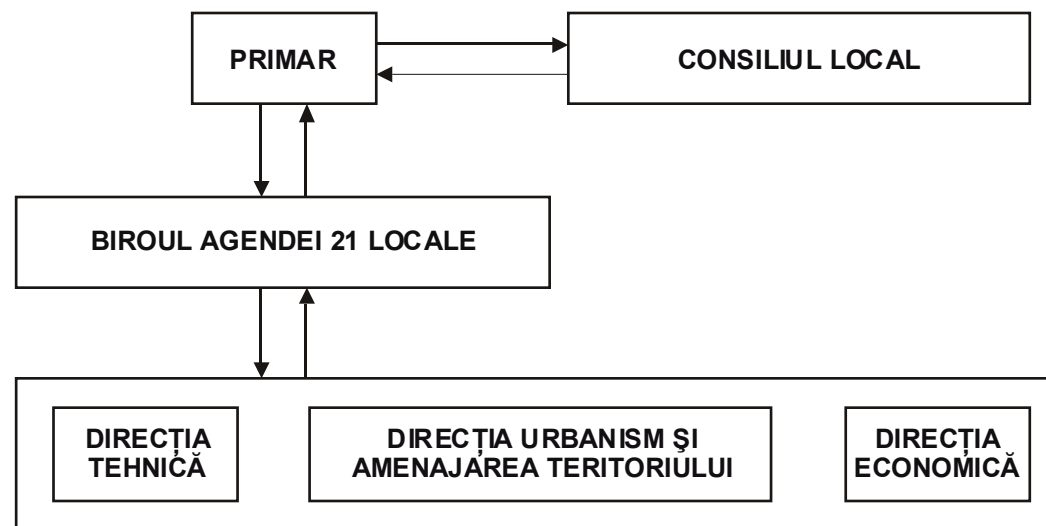 PRIMAR
CONSILIUL LOCAL
BIROUL AGENDEI 21 LOCALE
DIRECȚIA
TEHNICĂ
DIRECȚIA URBANISM ŞI
AMENAJAREA TERITORIULUI
DIRECȚIA
ECONOMICĂ